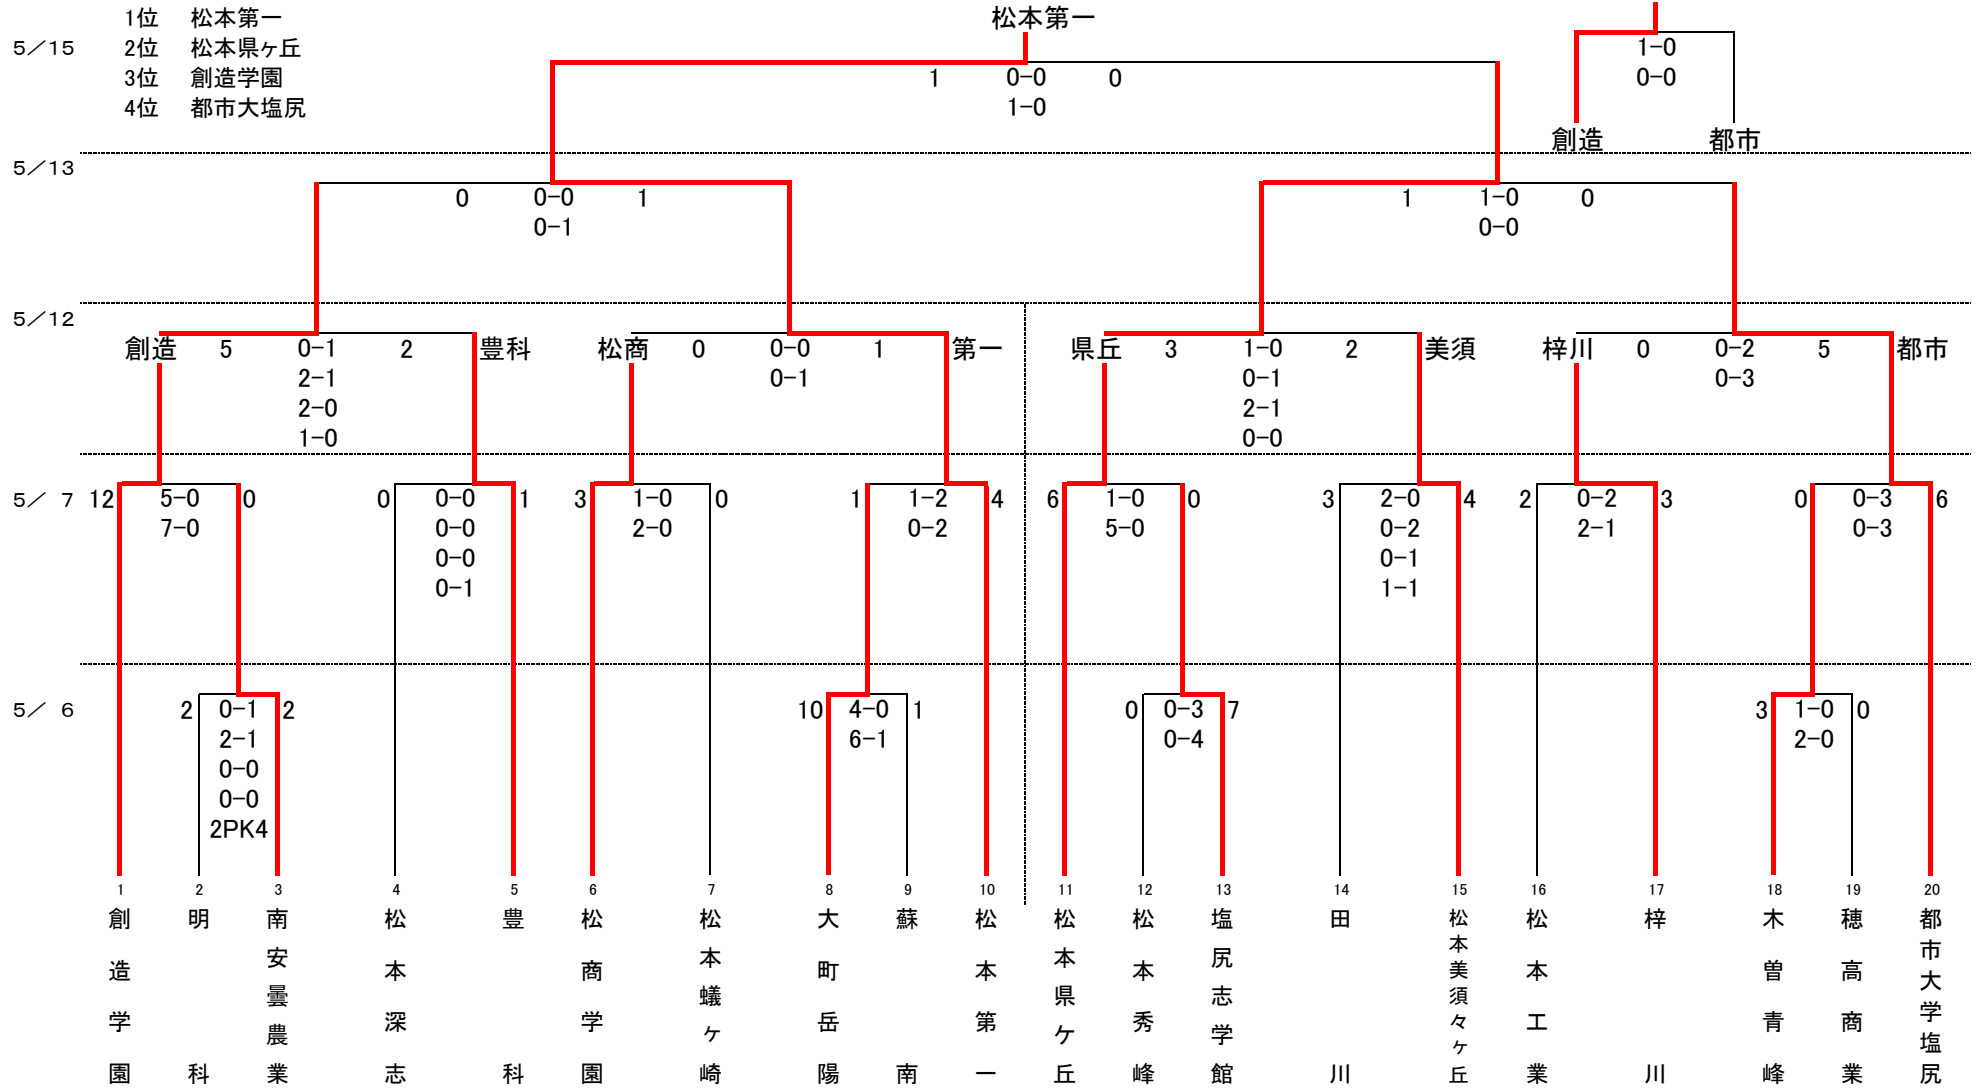 1位 松本第一
松本第一
5／15
2位 松本県ヶ丘
1-0
3位 創造学園
1 0-0 0
0-0
4位 都市大塩尻
1-0
創造 都市
5／13
0 0-0 1
1 1-0 0
0-1
0-0
5／12
創造 5 0-1 2 豊科
松商 0 0-0 1 第一
県丘 3 1-0 2 美須
梓川 0 0-2 5 都市
2-1
0-1
0-1
0-3
2-0
2-1
1-0
0-0
5／ 7
12 5-0 0
0 0-0 1
3 1-0 0
1 1-2 4
6 1-0 0
3 2-0 4
2 0-2 3
0 0-3 6
7-0
0-0
2-0
0-2
5-0
0-2
2-1
0-3
0-0
0-1
0-1
1-1
5／ 6
2 0-1 2
10 4-0 1
0 0-3 7
3 1-0 0
2-1
6-1
0-4
2-0
0-0
0-0
2PK4
1 2 3 4 5 6 7 8 9 10 11 12 13 14 15 16 17 18 19 20
創造学園
明科
南安曇農業
松本深志
豊科
松商学園
松本蟻ヶ崎
大町岳陽
蘇南
松本第一
松本県ケ丘
松本秀峰
塩尻志学館
田川
松本美須々ヶ丘
松本工業
梓川
木曽青峰
穂高商業
都市大学塩尻